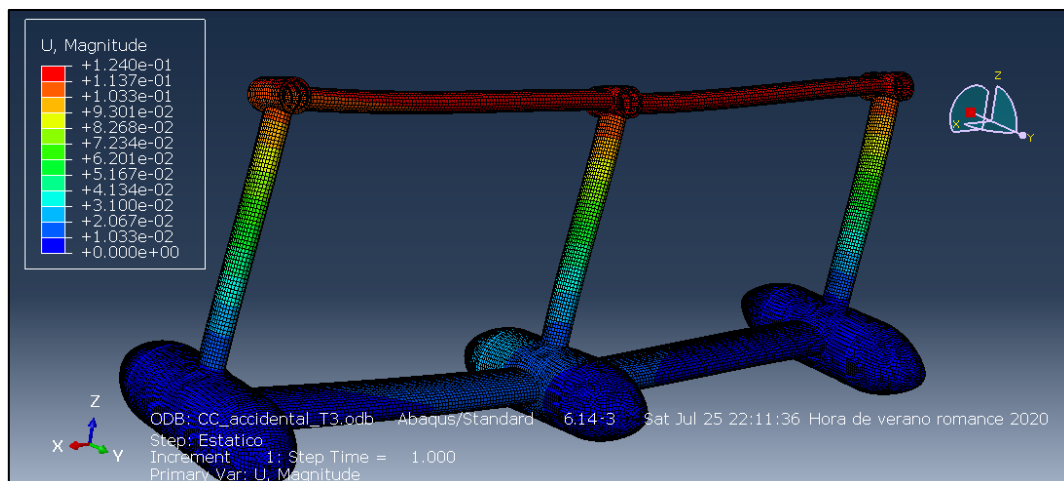 U, Magnitude
+1.240e-01
+1.137e-01
+1.033e-01
+9.301e-02
+8.268e-02
+7.234e-02
+6.201e-02
+5.167e-02
+4.134e-02
+3.100e-02
+2.067e-02
+1.033e-02
+0.000e+00
Z
X
Y
Z
X
Y
ODB: CC_accidental_T3.odb Abaqus/Standard 6.14-3 Sat Jul 25 22:11:36 Hora de verano romance 2020
Step: Estatico
Increment 1: Step Time = 1.000
Primary Var: U, Magnitude